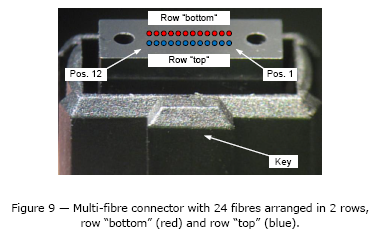 Row "bottom"
Row "top"
Pos. 12
Pos. 1
Key
Figure 9 — Multi-fibre connector with 24 fibres arranged in 2 rows,
row “bottom” (red) and row “top” (blue).